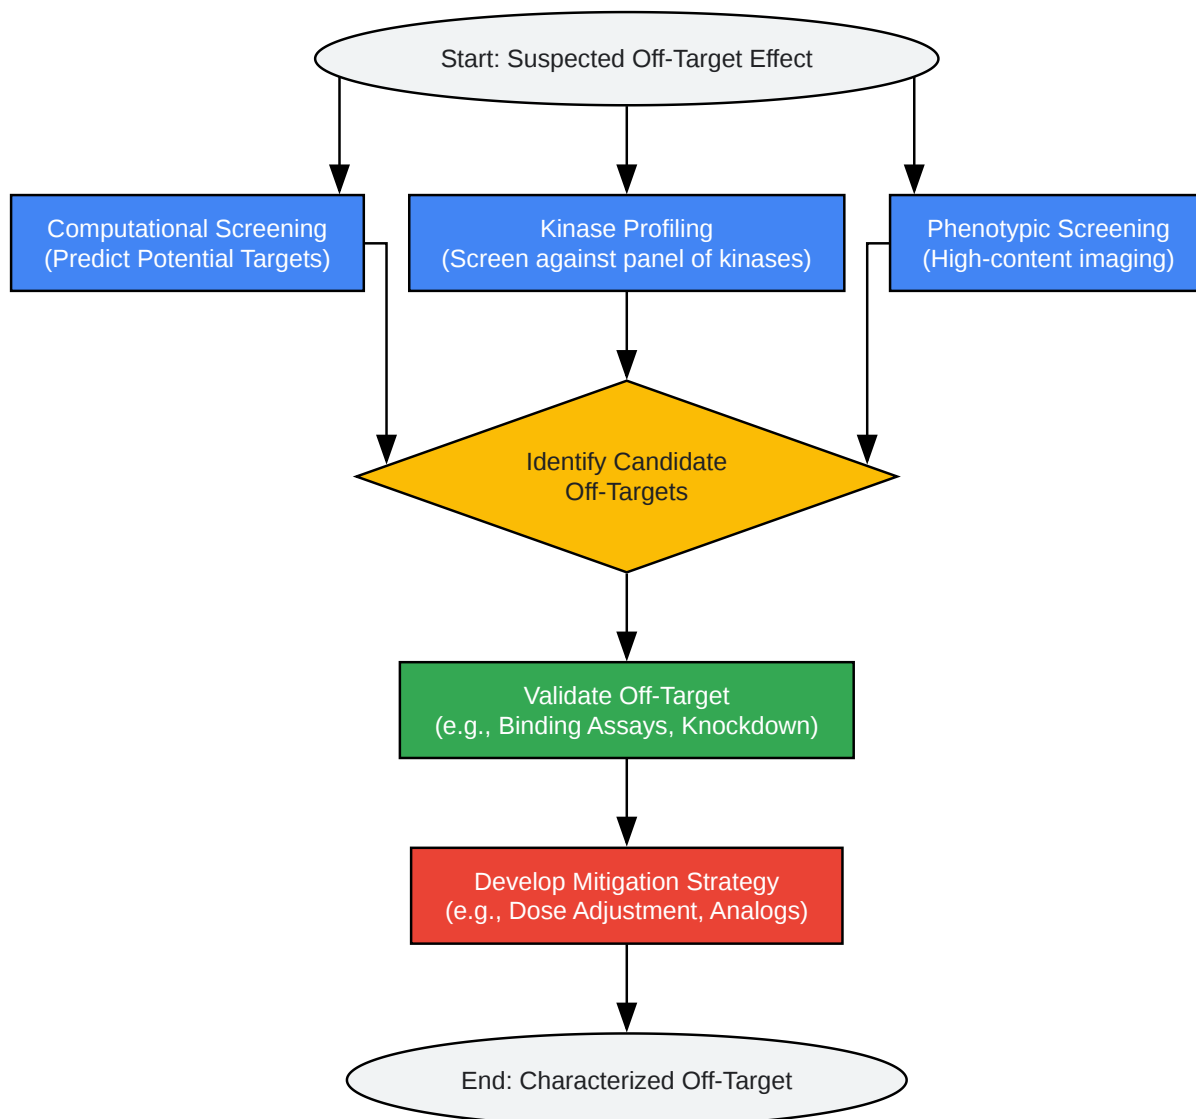 Start: Suspected Off-Target Effect
Computational Screening
(Predict Potential Targets)
Kinase Profiling
(Screen against panel of kinases)
Phenotypic Screening
(High-content imaging)
Identify Candidate
Off-Targets
Validate Off-Target
(e.g., Binding Assays, Knockdown)
Develop Mitigation Strategy
(e.g., Dose Adjustment, Analogs)
End: Characterized Off-Target